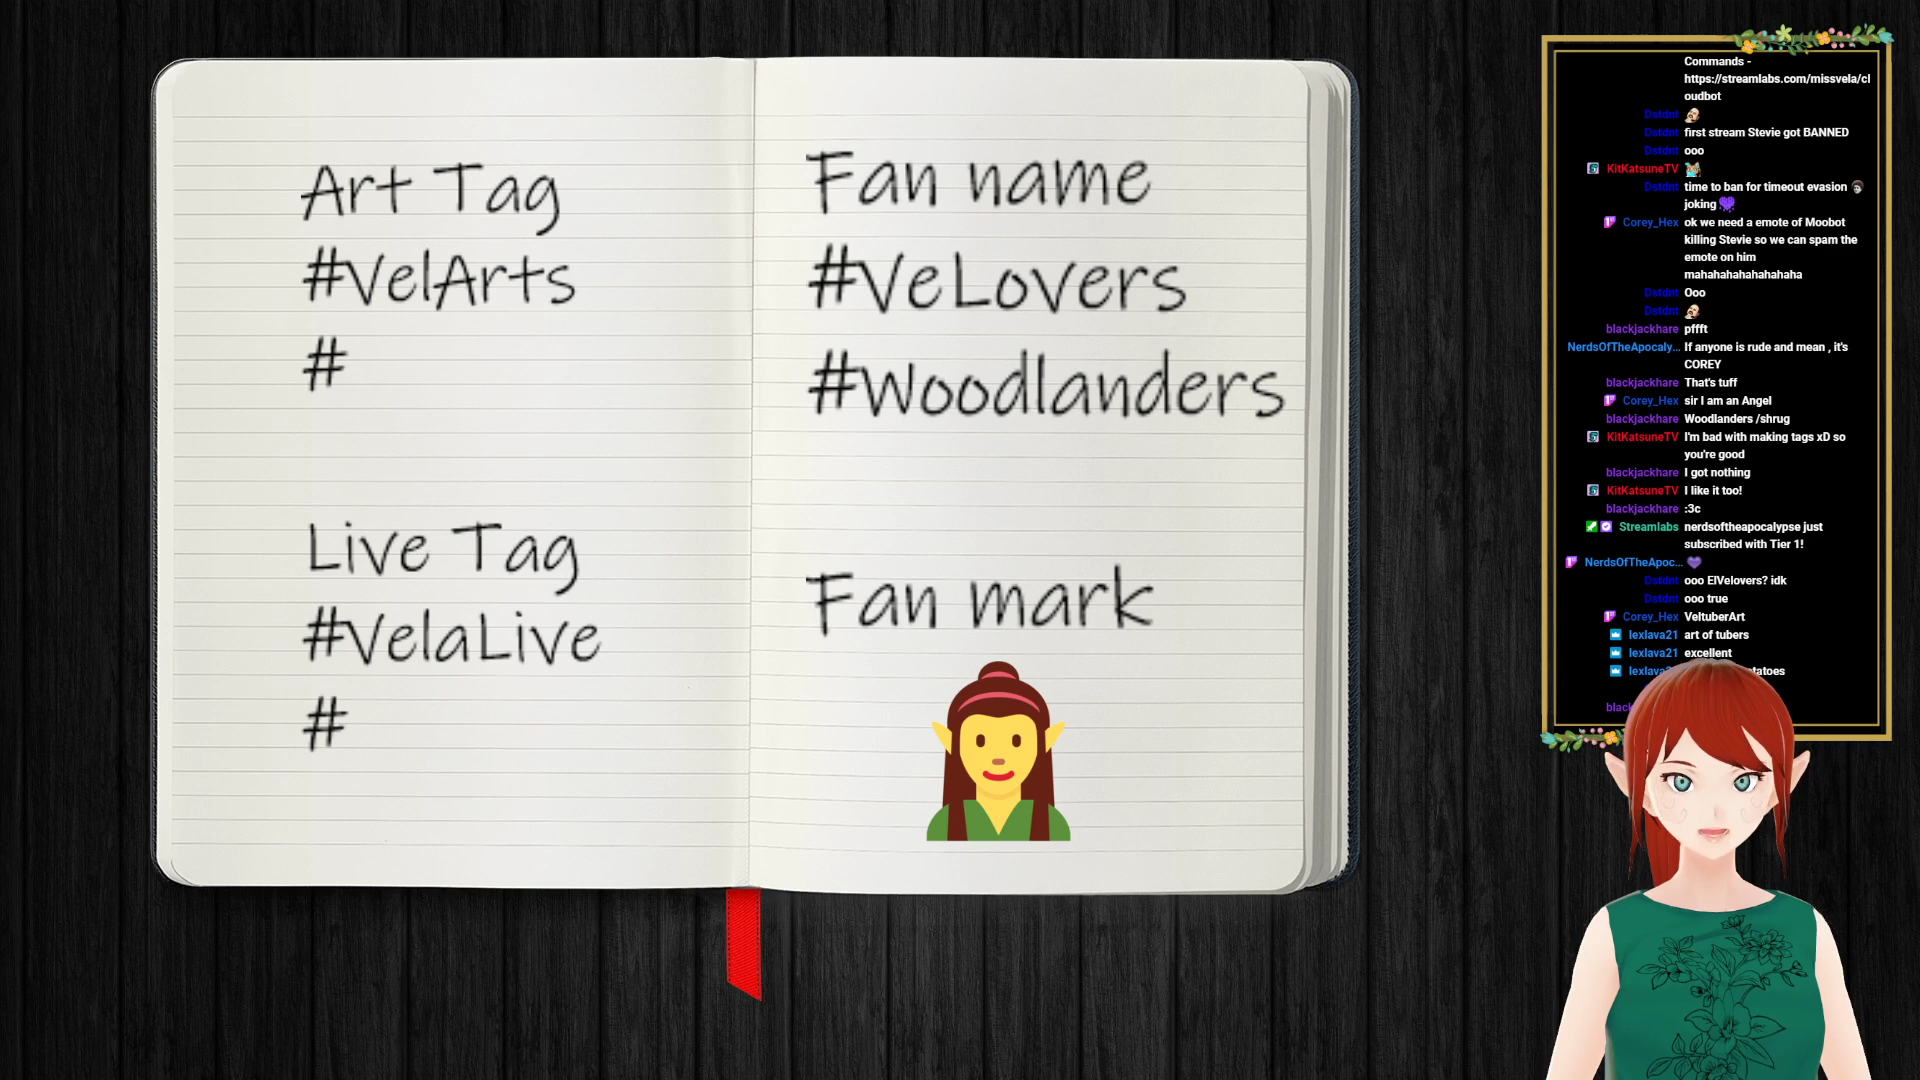 Art Tag
#VelArts
#
Live Tag
#VelaLive
#
Fan name
#VeLovers
#Woodlanders
Fan mark
Commands -
https://streamlabs.com/missvela/cl
oudbot
Dstdnt
Dstdnt first stream Stevie got BANNED
Dstdnt ooo
KitKatsuneTV
Dstdnt time to ban for timeout evasion
joking
Corey_Hex ok we need a emote of Moobot
killing Stevie so we can spam the
emote on him
mahahahahahahahaha
Dstdnt Ooo
Dstdnt
blackjackhare pffft
NerdsOfTheApocaly... If anyone is rude and mean , it's
COREY
blackjackhare That's tuff
Corey_Hex sir I am an Angel
blackjackhare Woodlanders /shrug
KitKatsuneTV I'm bad with making tags xD so
you're good
blackjackhare I got nothing
KitKatsuneTV I like it too!
blackjackhare :3c
Streamlabs nerdsoftheapocalypse just
subscribed with Tier 1!
NerdsOfTheApoc...
Dstdnt ooo ElVelovers? idk
Dstdnt ooo true
Corey_Hex VeltuberArt
lexlava21 art of tubers
lexlava21 excellent